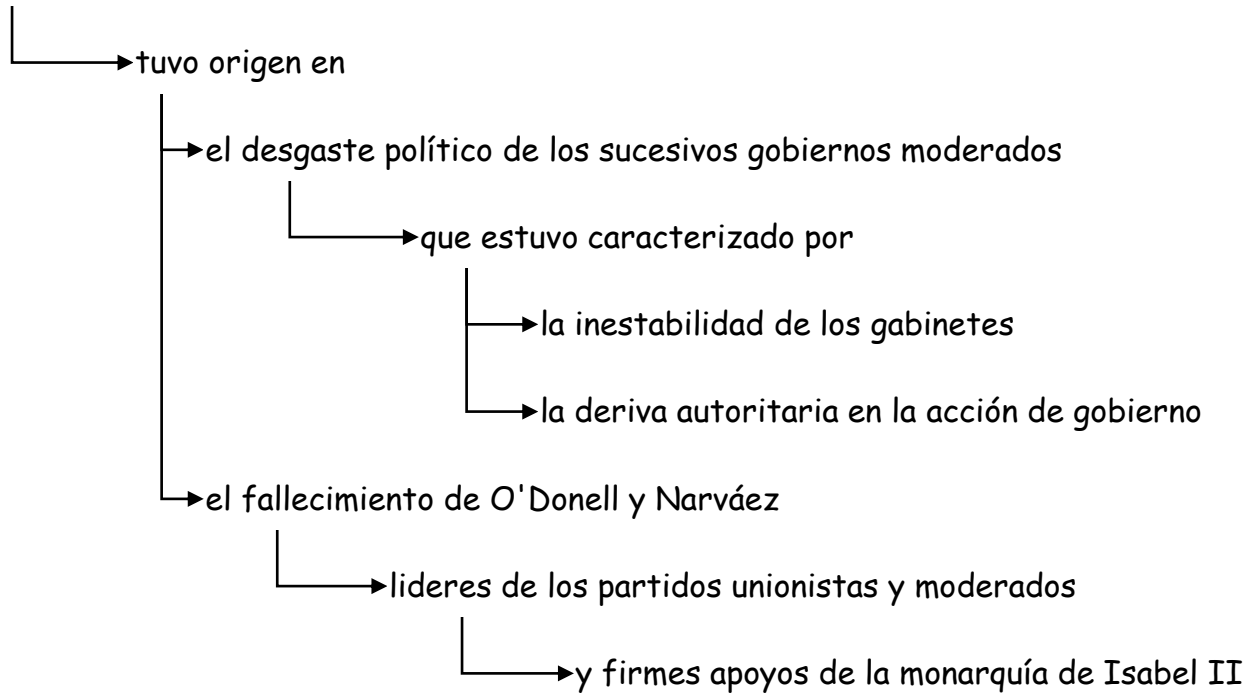 tuvo origen en
el desgaste político de los sucesivos gobiernos moderados
que estuvo caracterizado por
la inestabilidad de los gabinetes
la deriva autoritaria en la acción de gobierno
el fallecimiento de O'Donell y Narváez
lideres de los partidos unionistas y moderados
y firmes apoyos de la monarquía de Isabel II